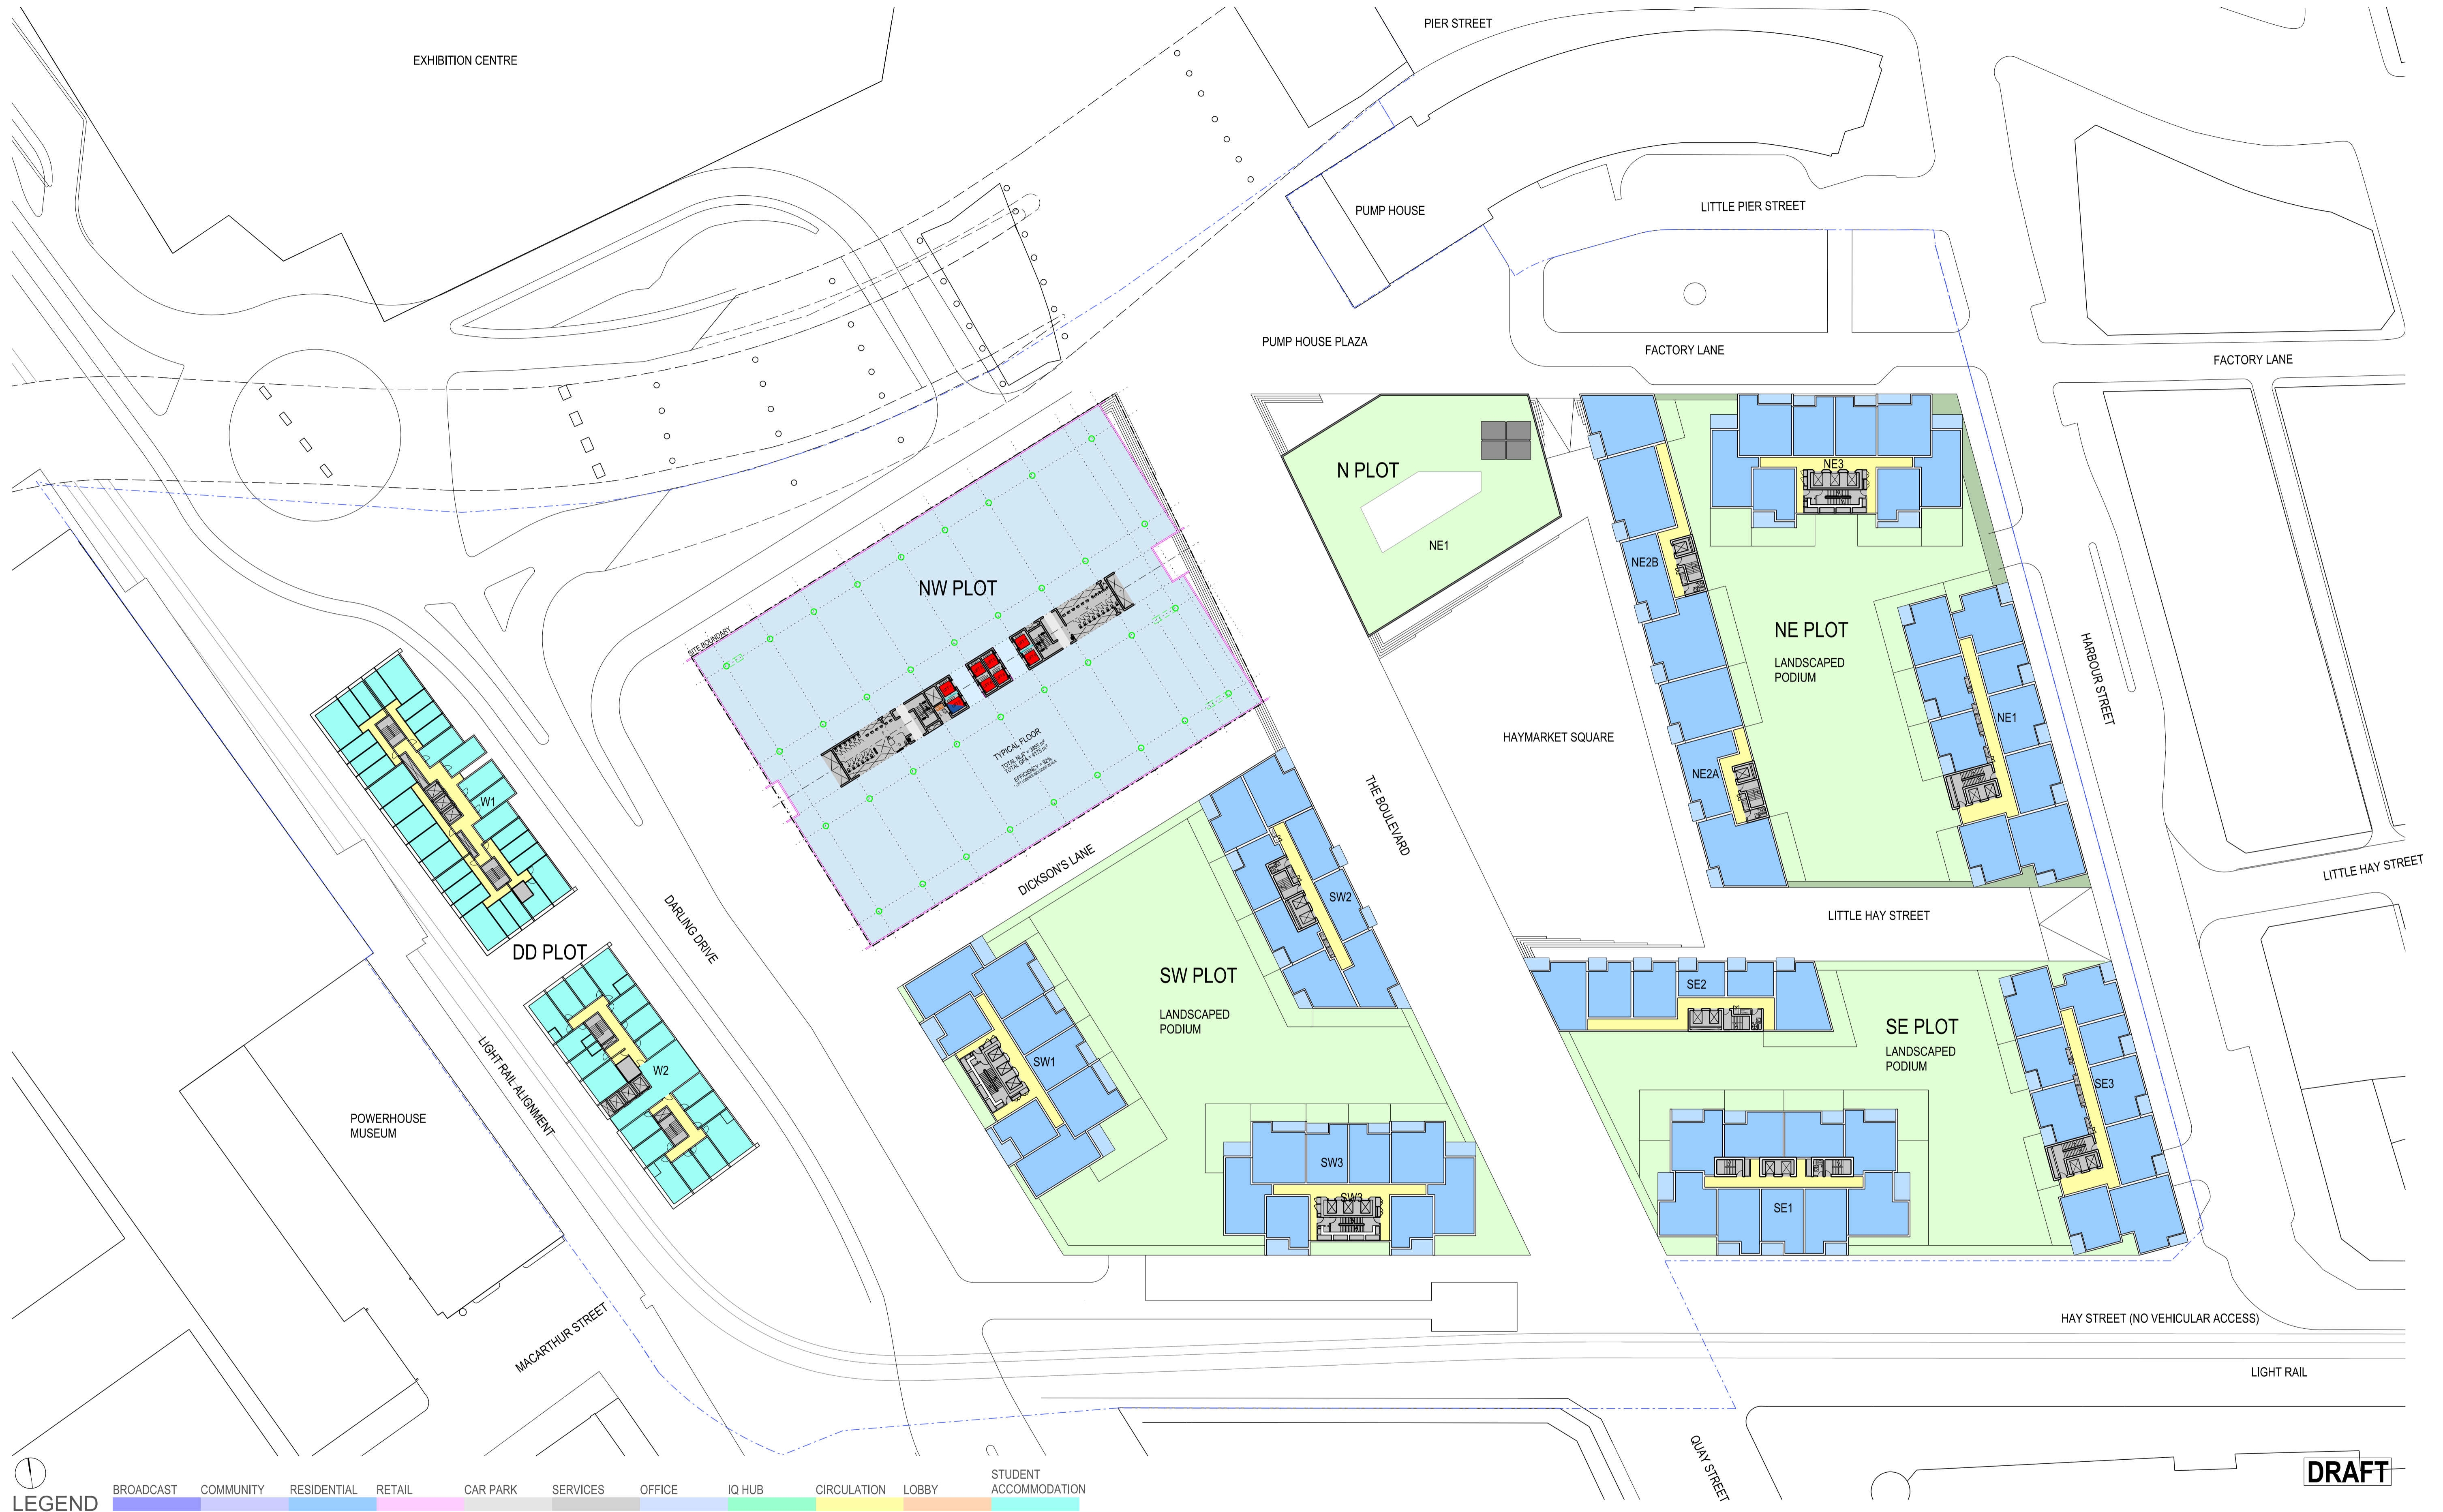 PIER STREET
EXHIBITION CENTRE
LITTLE PIER STREET
PUMP HOUSE
PUMP HOUSE PLAZA
FACTORY LANE
FACTORY LANE
N PLOT
NE3
NE1
NE2B
NW PLOT
SITE BOUNDARY
NE PLOT
LANDSCAPED
PODIUM
HARBOUR STREET
NE1
HAYMARKET SQUARE
TYPICAL FLOOR
NE2A
W1
THE BOULEVARD
DICKSON'S LANE
LITTLE HAY STREET
SW2
DARLING DRIVE
LITTLE HAY STREET
DD PLOT
SW PLOT
SE2
LANDSCAPED
PODIUM
SE PLOT
LANDSCAPED
PODIUM
SW1
W2
SE3
LIGHT RAIL ALIGNMENT
POWERHOUSE
MUSEUM
SW3
SW3
SE1
HAY STREET (NO VEHICULAR ACCESS)
MACARTHUR STREET
LIGHT RAIL
QUAY STREET
DRAFT
LEGEND
BROADCAST
COMMUNITY
RESIDENTIAL
RETAIL
CAR PARK
SERVICES
OFFICE
IQ HUB
CIRCULATION
LOBBY
STUDENT
ACCOMMODATION